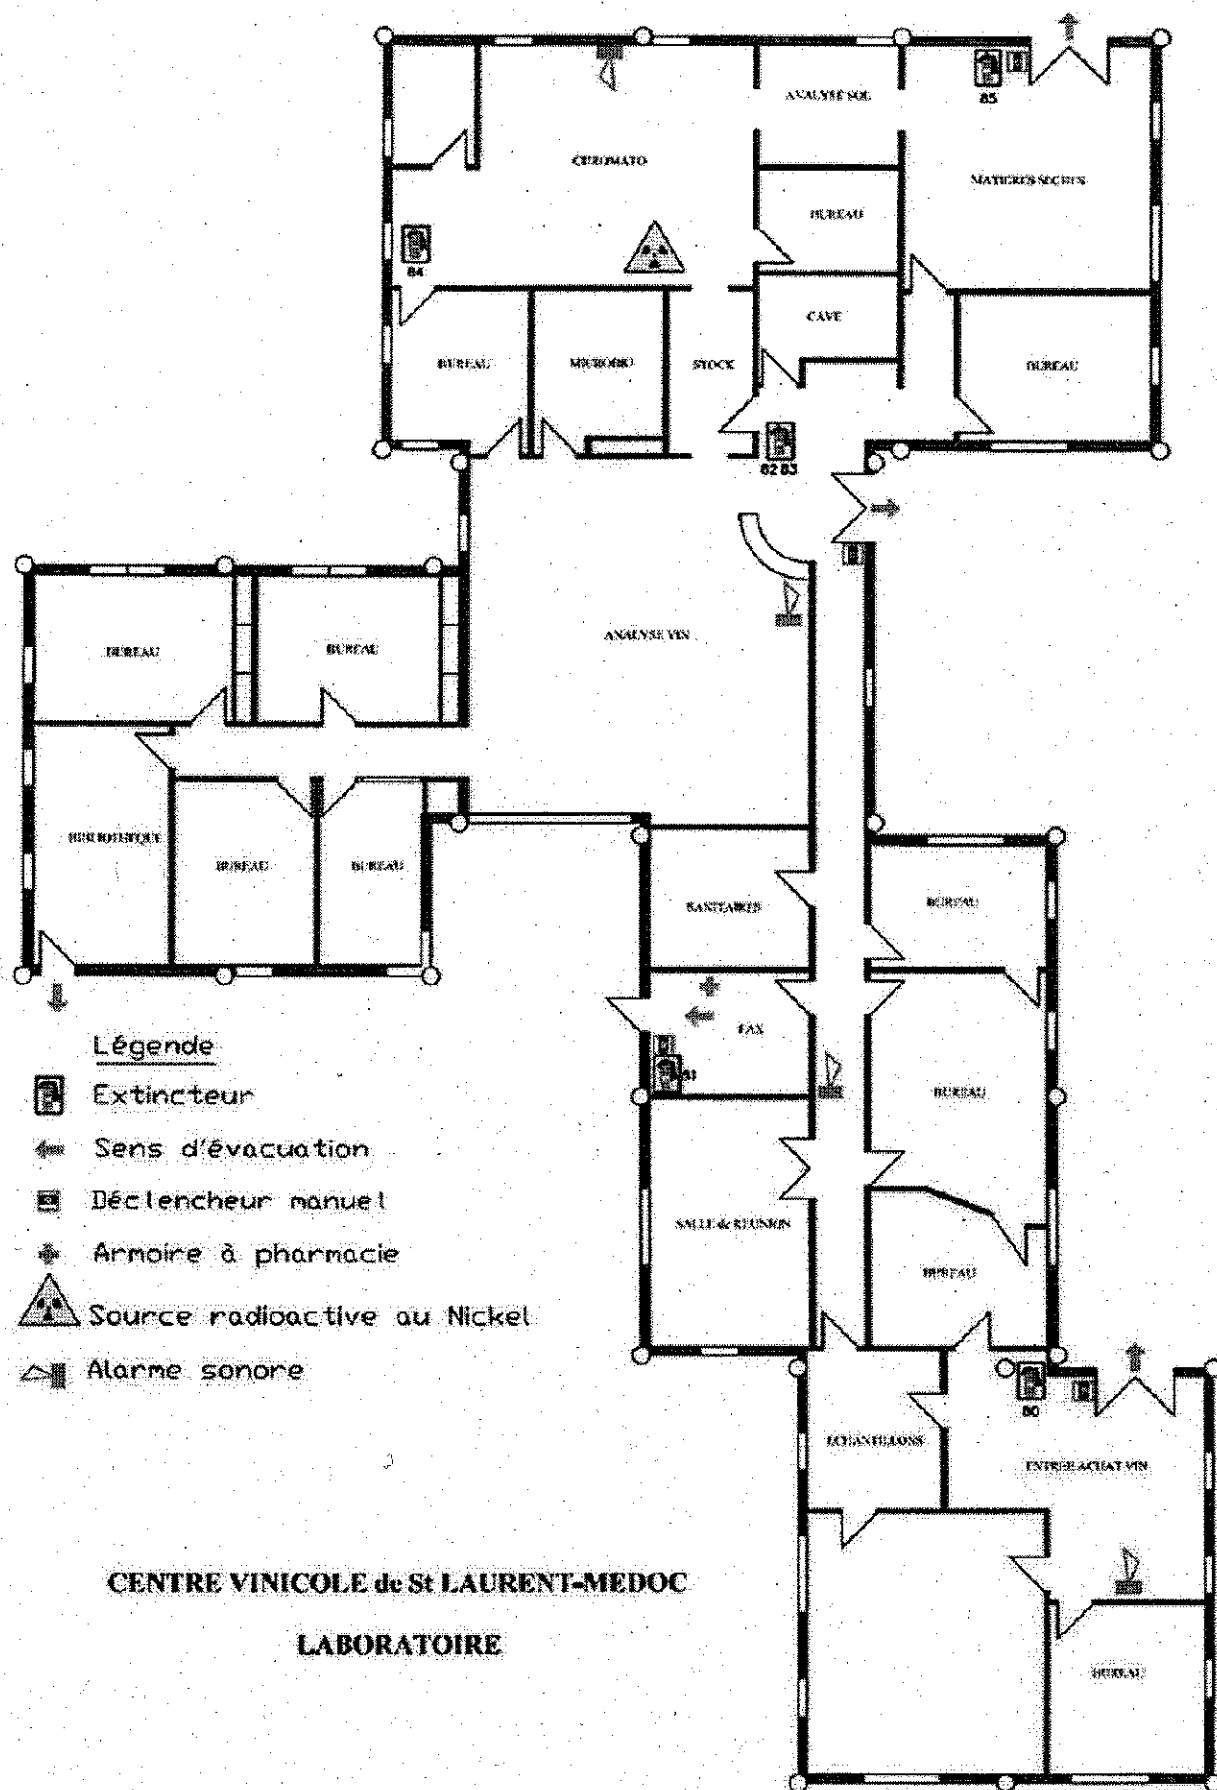 ANALYSE SOL
85
CHROMATO
MATIERES SECHES
BUREAU
84
CAVE
BUREAU
MICROBIO
STOCK
BUREAU
82 83
ANALYSE VIN
BUREAU
BUREAU
BIBLIOTHEQUE
BUREAU
BUREAU
SANITAIRES
BUREAU
FAX
81
BUREAU
SALLE de REUNION
BUREAU
Légende
Extincteur
Sens d'évacuation
Déclencheur manuel
Armoire à pharmacie
Source radioactive au Nickel
Alarme sonore
80
ECHANTILLONS
ENTREE ACHAT VIN
BUREAU
CENTRE VINICOLE de St LAURENT-MEDOC
LABORATOIRE